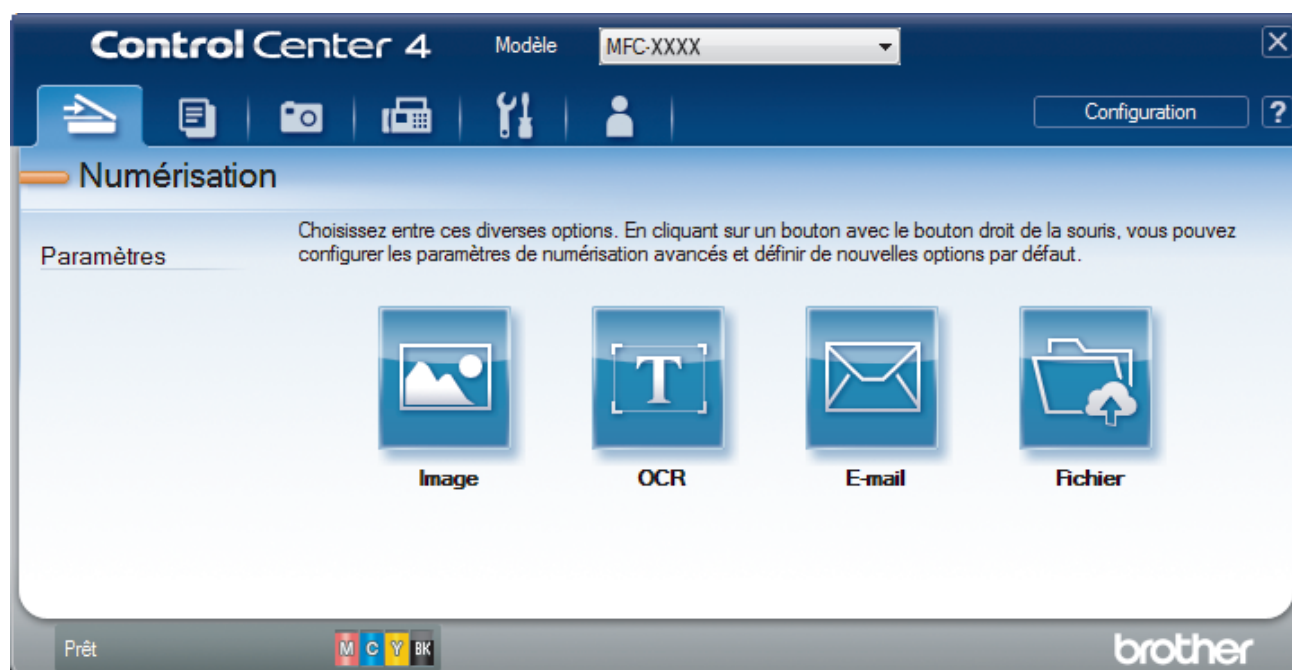 Control Center 4 Modèle MFC-XXXX
Configuration ?
Numérisation
Choisissez entre ces diverses options. En cliquant sur un bouton avec le bouton droit de la souris, vous pouvez
Paramètres configurer les paramètres de numérisation avancés et définir de nouvelles options par défaut.
T
Image OCR E-mail Fichier
Prêt M C Y BK brother